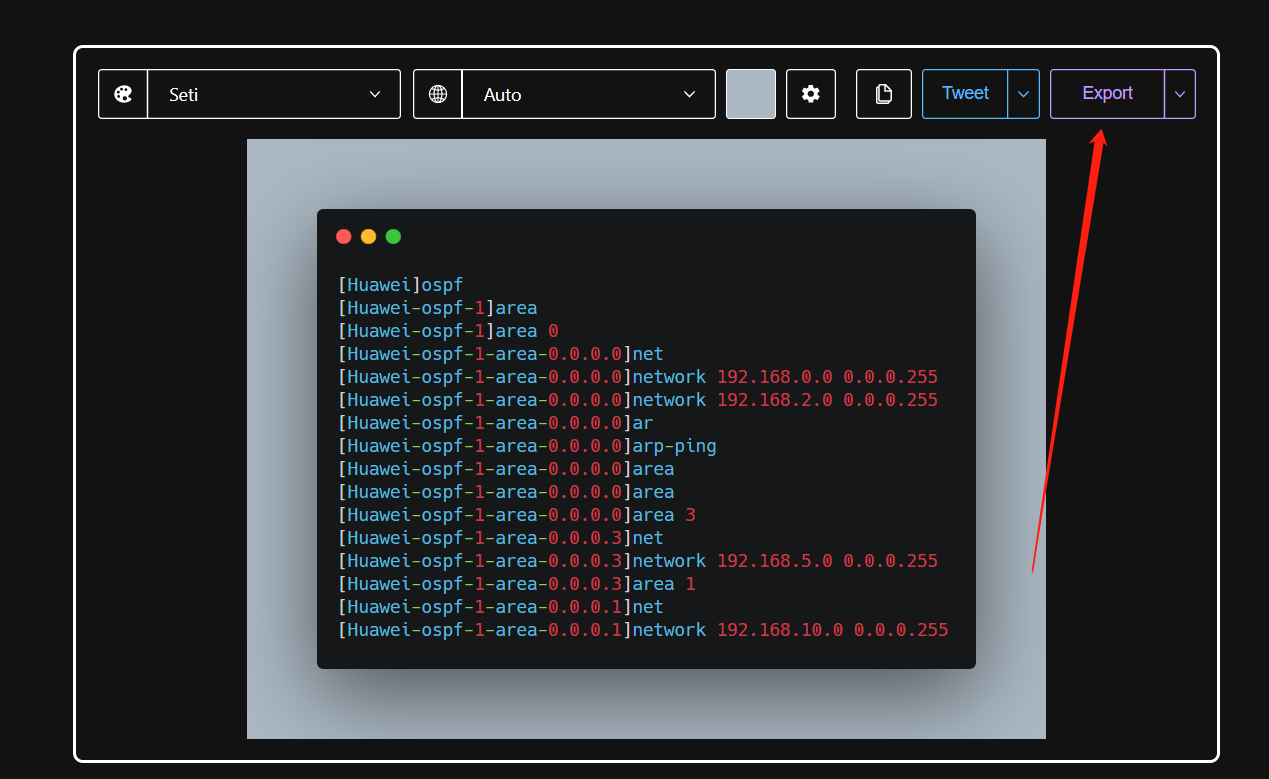 Seti Auto Tweet Export
[Huawei]ospf
[Huawei-ospf-1]area
[Huawei-ospf-1]area 0
[Huawei-ospf-1-area-0.0.0.0]net
[Huawei-ospf-1-area-0.0.0.0]network 192.168.0.0 0.0.0.255
[Huawei-ospf-1-area-0.0.0.0]network 192.168.2.0 0.0.0.255
[Huawei-ospf-1-area-0.0.0.0]ar
[Huawei-ospf-1-area-0.0.0.0]arp-ping
[Huawei-ospf-1-area-0.0.0.0]area
[Huawei-ospf-1-area-0.0.0.0]area
[Huawei-ospf-1-area-0.0.0.0]area 3
[Huawei-ospf-1-area-0.0.0.3]net
[Huawei-ospf-1-area-0.0.0.3]network 192.168.5.0 0.0.0.255
[Huawei-ospf-1-area-0.0.0.3]area 1
[Huawei-ospf-1-area-0.0.0.1]net
[Huawei-ospf-1-area-0.0.0.1]network 192.168.10.0 0.0.0.255